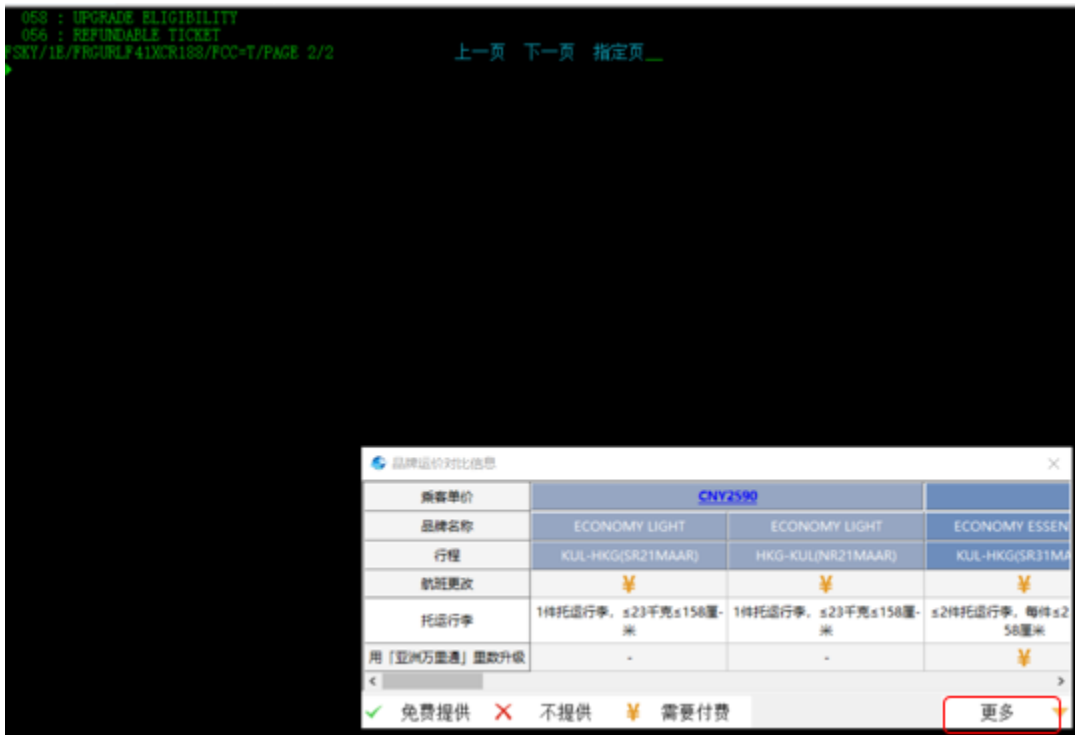 058 : UPGRADE ELIGIBILITY
056 : REFUNDABLE TICKET
FSKY/1E/FRGURLF41XCR188/FCC=T/PAGE 2/2 上一页 下一页 指定页
品牌运价对比信息
乘客单价 CNY2590
品牌名称 ECONOMY LIGHT ECONOMY LIGHT ECONOMY ESSEN
行程 KUL-HKG(SR21MAAR) HKG-KUL(NR21MAAR) KUL-HKG(SR31MA
航班更改 ¥ ¥ ¥
托运行李 1件托运行李，≤23千克≤158厘米 1件托运行李，≤23千克≤158厘米 ≤2件托运行李，每件≤2
58厘米
用「亚洲万里通」里数升级 - - ¥
免费提供 不提供 ¥ 需要付费 更多